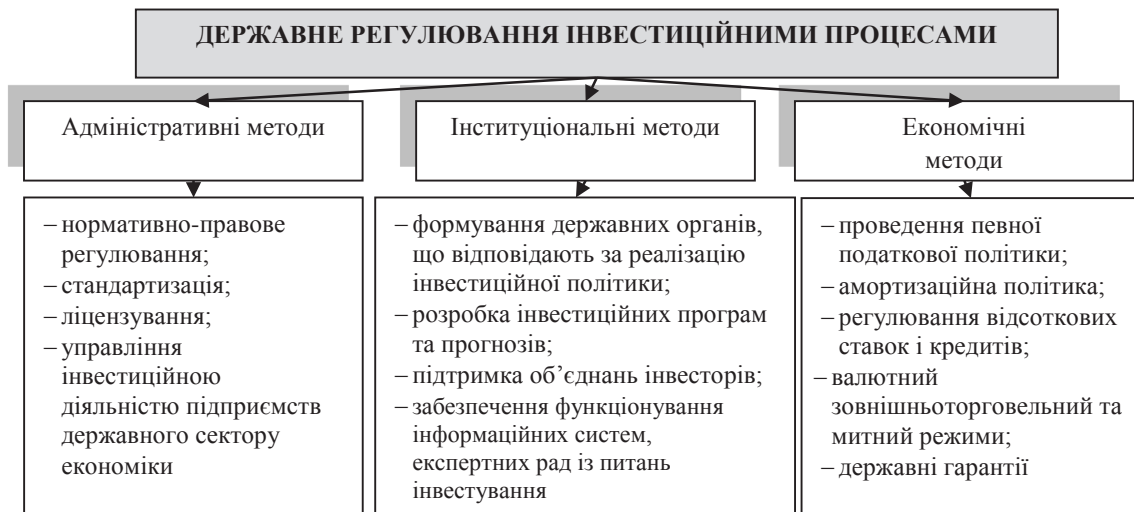 ДЕРЖАВНЕ РЕГУЛЮВАННЯ ІНВЕСТИЦІЙНИМИ ПРОЦЕСАМИ
Адміністративні методи
– нормативно-правове
регулювання;
– стандартизація;
– ліцензування;
– управління
інвестиційною
діяльністю підприємств
державного сектору
економіки
Інституціональні методи
– формування державних органів,
що відповідають за реалізацію
інвестиційної політики;
– розробка інвестиційних програм
та прогнозів;
– підтримка об’єднань інвесторів;
– забезпечення функціонування
інформаційних систем,
експертних рад із питань
інвестування
Економічні
методи
– проведення певної
податкової політики;
– амортизаційна політика;
– регулювання відсоткових
ставок і кредитів;
– валютний
зовнішньоторговельний та
митний режими;
– державні гарантії